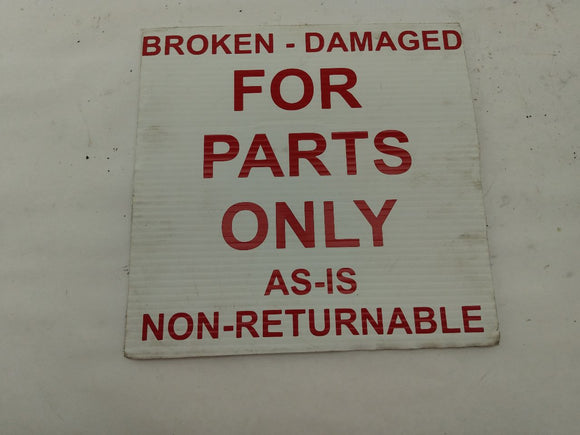 BROKEN - DAMAGED
FOR
PARTS
ONLY
AS-IS
NON-RETURNABLE